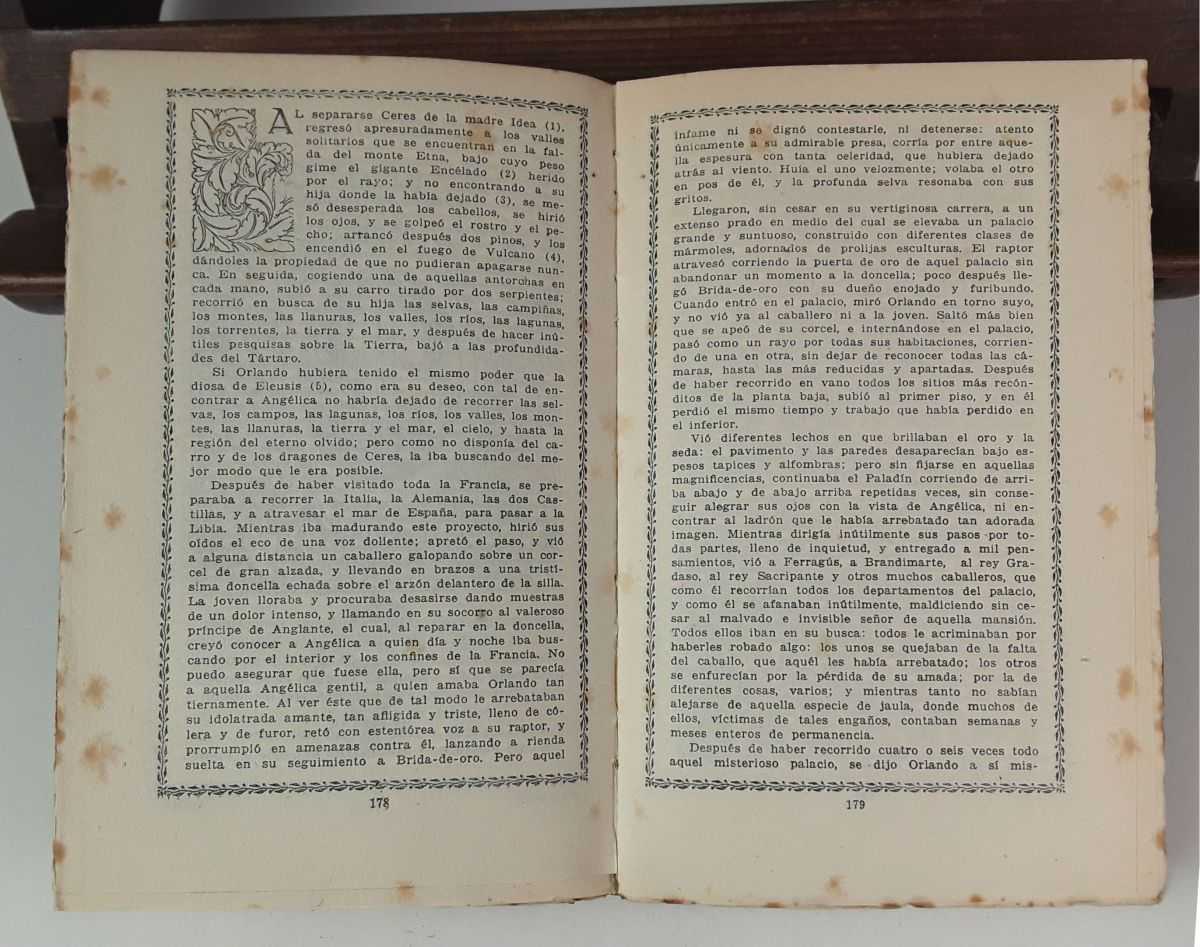 AL separarse Ceres de la madre Idea (1),
regresó apresuradamente a los valles
solitarios que se encuentran en la fal-
da del monte Etna, bajo cuyo peso
gime el gigante Encélado (2) herido
por el rayo; y no encontrando a su
hija donde la había dejado (3), se me-
só desesperada los cabellos, se hirió
los ojos, y se golpeó el rostro y el pe-
cho; arrancó después dos pinos, y los
encendió en el fuego de Vulcano (4),
dándoles la propiedad de que no pudieran apagarse nun-
ca. En seguida, cogiendo una de aquellas antorchas en
cada mano, subió a su carro tirado por dos serpientes;
recorrió en busca de su hija las selvas, las campiñas,
los montes, las llanuras, los valles, los ríos, las lagunas,
los torrentes, la tierra y el mar, y después de hacer inú-
tiles pesquisas sobre la Tierra, bajó a las profundida-
des del Tártaro.
Si Orlando hubiera tenido el mismo poder que la
diosa de Eleusis (5), como era su deseo, con tal de en-
contrar a Angélica no habría dejado de recorrer las sel-
vas, los campos, las lagunas, los ríos, los valles, los mon-
tes, las llanuras, la tierra y el mar, el cielo, y hasta la
región del eterno olvido; pero como no disponía del ca-
rro y de los dragones de Ceres, la iba buscando del me-
jor modo que le era posible.
Después de haber visitado toda la Francia, se pre-
paraba a recorrer la Italia, la Alemania, las dos Cas-
tillas, y a atravesar el mar de España, para pasar a la
Libia. Mientras iba madurando este proyecto, hirió sus
oídos el eco de una voz doliente; apretó el paso, y vió
a alguna distancia un caballero galopando sobre un cor-
cel de gran alzada, y llevando en brazos a una tristí-
sima doncella echada sobre el arzón delantero de la silla.
La joven lloraba y procuraba desasirse dando muestras
de un dolor intenso, y llamando en su socorro al valeroso
príncipe de Anglante, el cual, al reparar en la doncella,
creyó conocer a Angélica a quien día y noche iba bus-
cando por el interior y los confines de la Francia. No
puedo asegurar que fuese ella, pero sí que se parecía
a aquella Angélica gentil, a quien amaba Orlando tan
tiernamente. Al ver éste que de tal modo le arrebataban
su idolatrada amante, tan afligida y triste, lleno de có-
lera y de furor, retó con estentórea voz a su raptor, y
prorrumpió en amenazas contra él, lanzando a rienda
suelta en su seguimiento a Brida-de-oro. Pero aquel
178
infame ni se dignó contestarle, ni detenerse: atento
únicamente a su admirable presa, corría por entre aque-
lla espesura con tanta celeridad, que hubiera dejado
atrás al viento. Huía el uno velozmente; volaba el otro
en pos de él, y la profunda selva resonaba con sus
gritos.
Llegaron, sin cesar en su vertiginosa carrera, a un
extenso prado en medio del cual se elevaba un palacio
grande y suntuoso, construído con diferentes clases de
mármoles, adornados de prolijas esculturas. El raptor
atravesó corriendo la puerta de oro de aquel palacio sin
abandonar un momento a la doncella; poco después lle-
gó Brida-de-oro con su dueño enojado y furibundo.
Cuando entró en el palacio, miró Orlando en torno suyo,
y no vió ya al caballero ni a la joven. Saltó más bien
que se apeó de su corcel, e internándose en el palacio,
pasó como un rayo por todas sus habitaciones, corrien-
do de una en otra, sin dejar de reconocer todas las cá-
maras, hasta las más reducidas y apartadas. Después
de haber recorrido en vano todos los sitios más recón-
ditos de la planta baja, subió al primer piso, y en él
perdió el mismo tiempo y trabajo que había perdido en
el inferior.
Vió diferentes lechos en que brillaban el oro y la
seda: el pavimento y las paredes desaparecían bajo es-
pesos tapices y alfombras; pero sin fijarse en aquellas
magnificencias, continuaba el Paladín corriendo de arri-
ba abajo y de abajo arriba repetidas veces, sin conse-
guir alegrar sus ojos con la vista de Angélica, ni en-
contrar al ladrón que le había arrebatado tan adorada
imagen. Mientras dirigía inútilmente sus pasos por to-
das partes, lleno de inquietud, y entregado a mil pen-
samientos, vió a Ferragús, a Brandimarte, al rey Gra-
daso, al rey Sacripante y otros muchos caballeros, que
como él recorrían todos los departamentos del palacio,
y como él se afanaban inútilmente, maldiciendo sin ce-
sar al malvado e invisible señor de aquella mansión.
Todos ellos iban en su busca: todos le acriminaban por
haberles robado algo: los unos se quejaban de la falta
del caballo, que aquél les había arrebatado; los otros
se enfurecían por la pérdida de su amada; por la de
diferentes cosas, varios; y mientras tanto no sabían
alejarse de aquella especie de jaula, donde muchos de
ellos, víctimas de tales engaños, contaban semanas y
meses enteros de permanencia.
Después de haber recorrido cuatro o seis veces todo
aquel misterioso palacio, se dijo Orlando a sí mis-
179